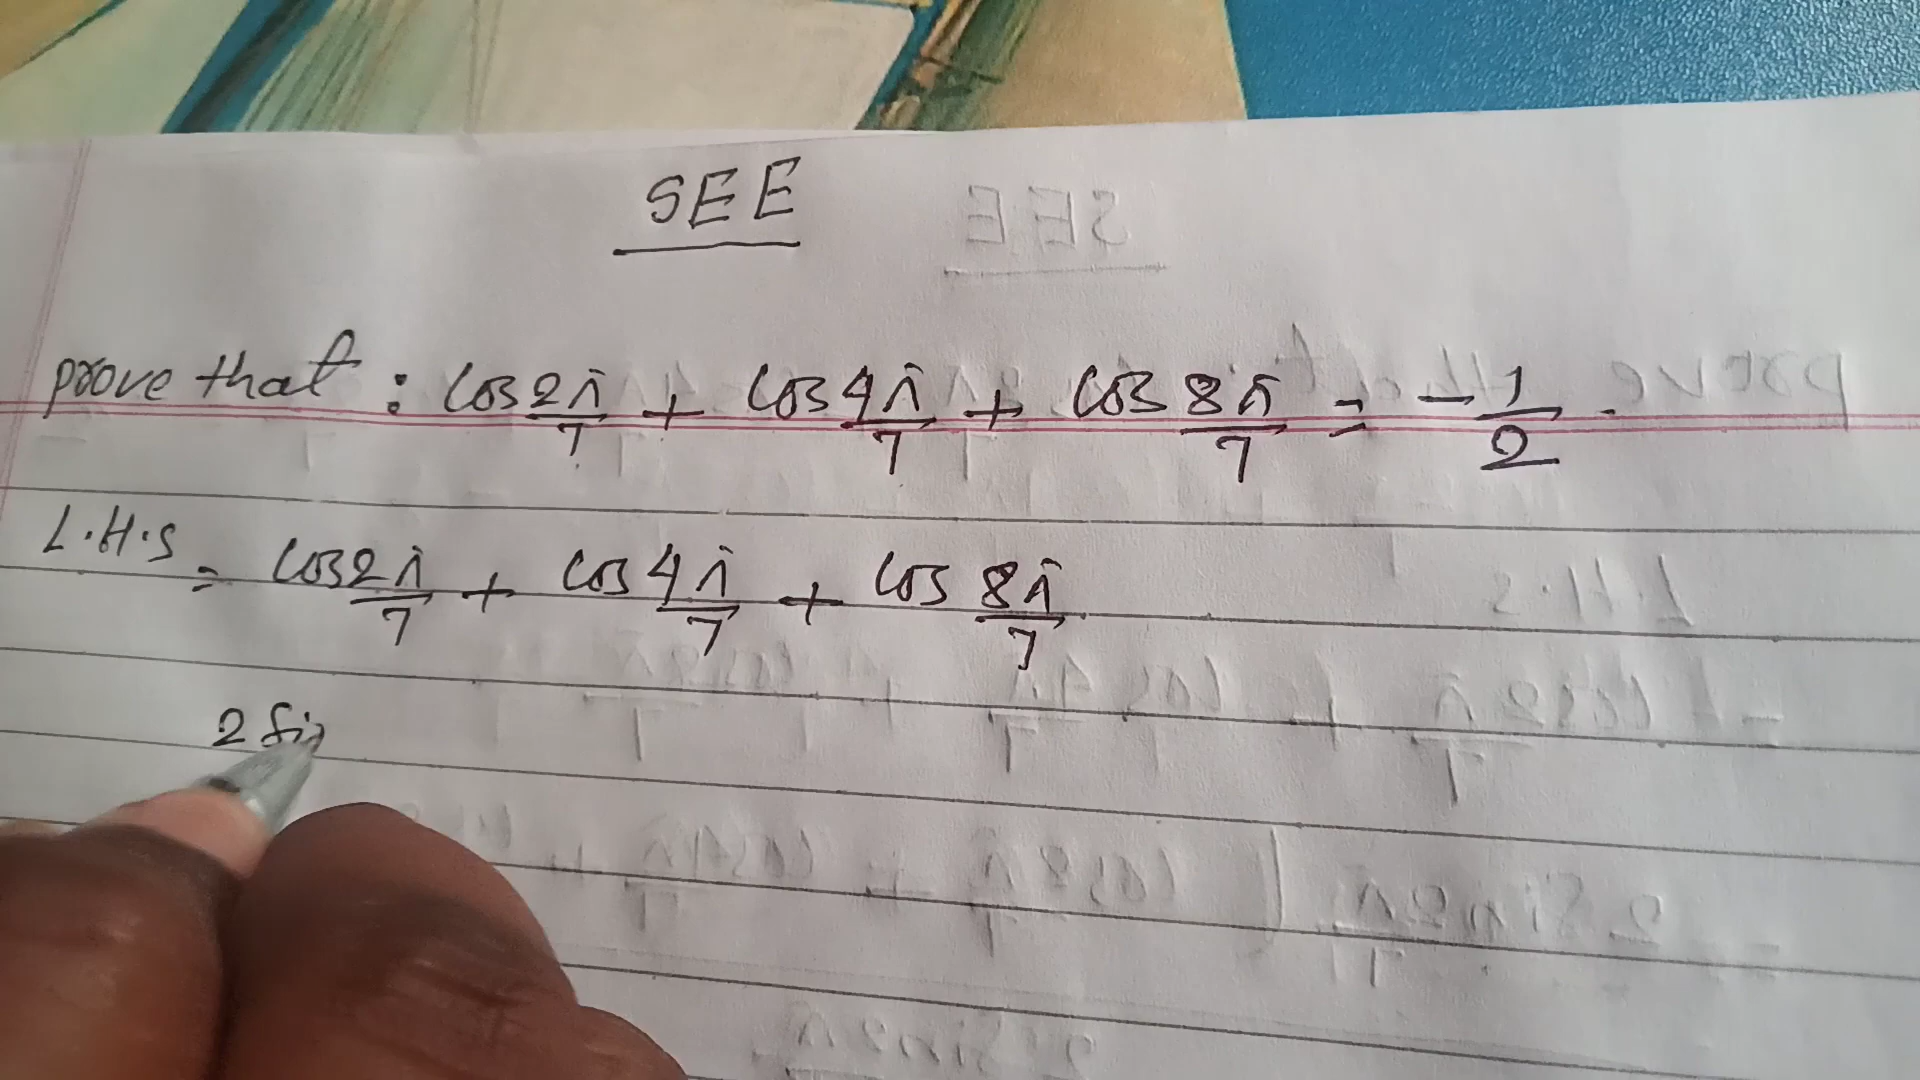 SEE
prove that : cos 2π/7 + cos 4π/7 + cos 8π/7 = -1/2.
L.H.S
= cos 2π/7 + cos 4π/7 + cos 8π/7
2 Si